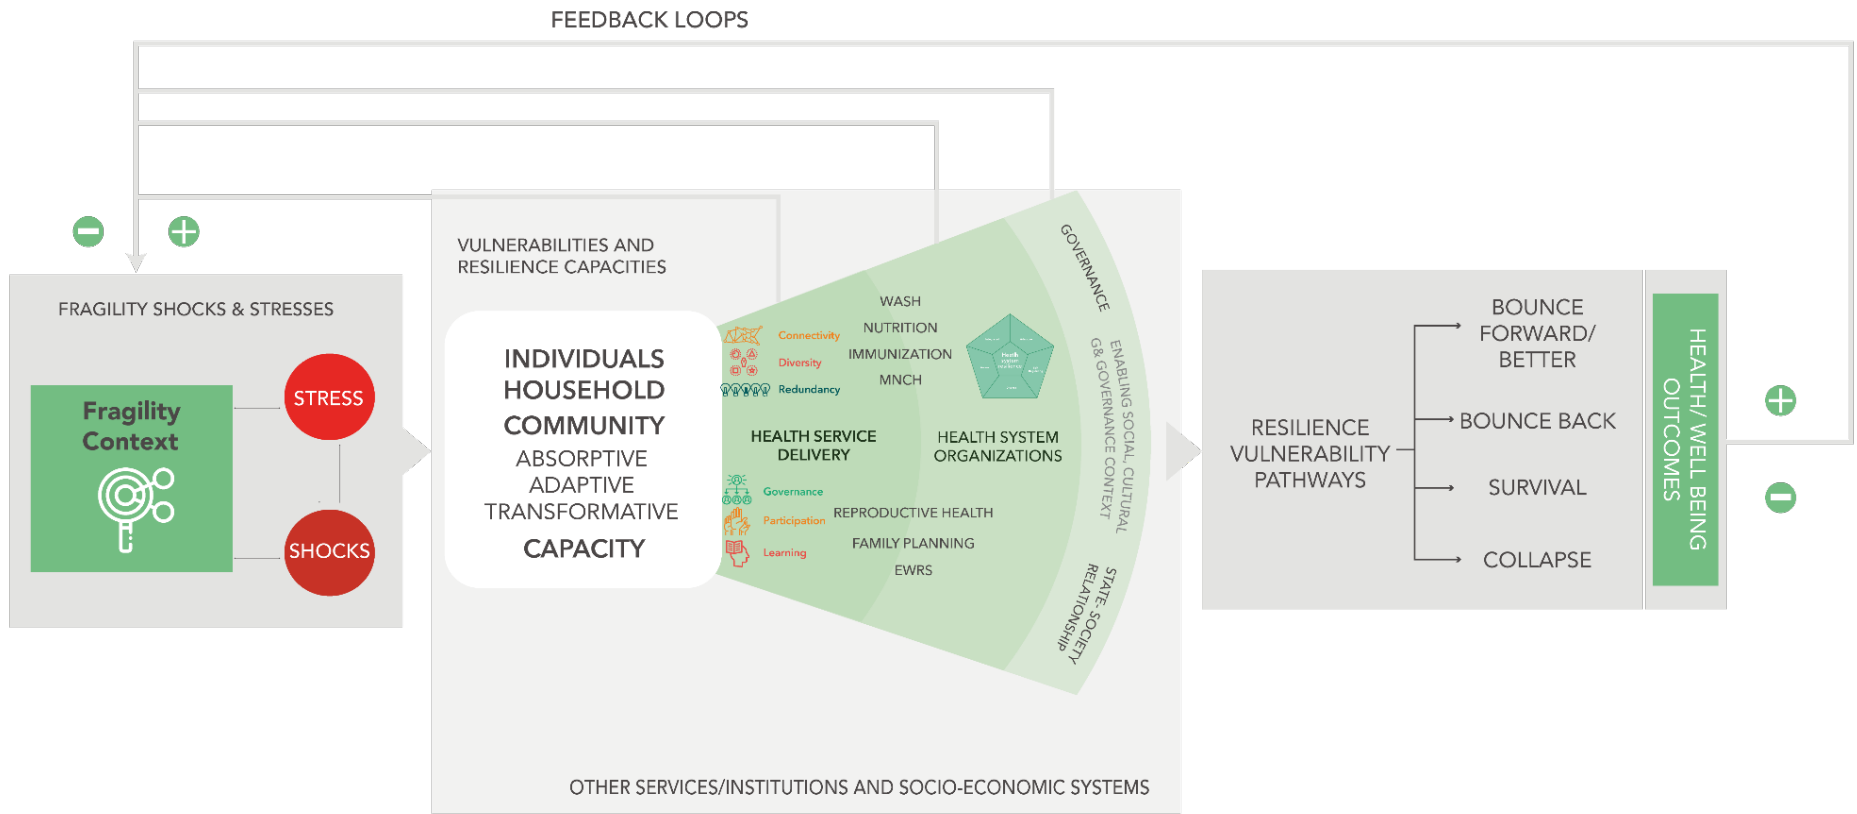 FEEDBACK LOOPS
FRAGILITY SHOCKS & STRESSES
Fragility
Context
STRESS
SHOCKS
VULNERABILITIES AND
RESILIENCE CAPACITIES
INDIVIDUALS
HOUSEHOLD
COMMUNITY
ABSORPTIVE
ADAPTIVE
TRANSFORMATIVE
CAPACITY
Connectivity
Diversity
Redundancy
HEALTH SERVICE
DELIVERY
Governance
Participation
Learning
WASH
NUTRITION
IMMUNIZATION
MNCH
REPRODUCTIVE HEALTH
FAMILY PLANNING
EWRS
Health
system
HEALTH SYSTEM
ORGANIZATIONS
GOVERNANCE
ENABLING SOCIAL, CULTURAL
G& GOVERNANCE CONTEXT
STATE- SOCIETY
RELATIONSHIP
OTHER SERVICES/INSTITUTIONS AND SOCIO-ECONOMIC SYSTEMS
RESILIENCE
VULNERABILITY
PATHWAYS
BOUNCE
FORWARD/
BETTER
BOUNCE BACK
SURVIVAL
COLLAPSE
HEALTH/ WELL BEING
OUTCOMES